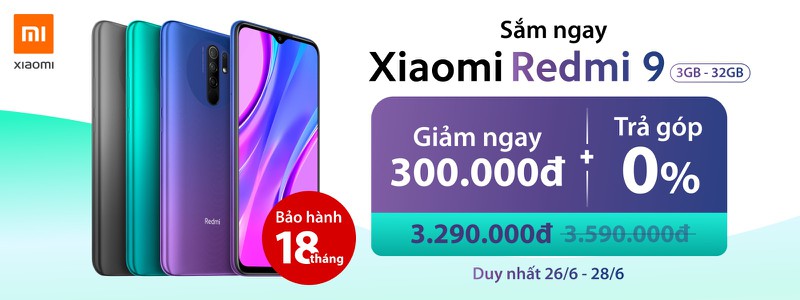 mi
xiaomi
Redmi
Bảo hành
18 tháng
Sắm ngay
Xiaomi Redmi 9 3GB - 32GB
Giảm ngay
300.000đ
+
Trả góp
0%
3.290.000đ 3.590.000đ
Duy nhất 26/6 - 28/6